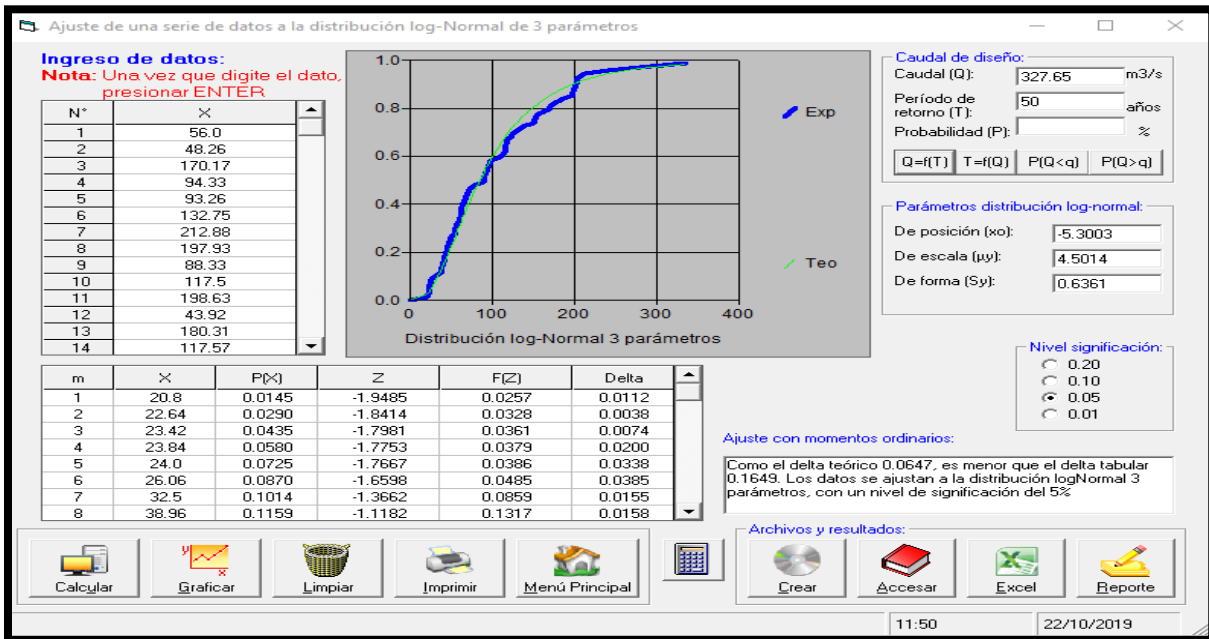 Ajuste de una serie de datos a la distribución log-Normal de 3 parámetros
Ingreso de datos:
Nota: Una vez que digite el dato,
presionar ENTER
N° X
1 56.0
2 48.26
3 170.17
4 94.33
5 93.26
6 132.75
7 212.88
8 197.93
9 88.33
10 117.5
11 198.63
12 43.92
13 180.31
14 117.57
1.0
0.8
0.6
0.4
0.2
0.0
0 100 200 300 400
Exp
Teo
Distribución log-Normal 3 parámetros
Caudal de diseño:
Caudal (Q): 327.65 m3/s
Período de
retorno (T): 50 años
Probabilidad (P): %
Q=f(T) T=f(Q) P(Q<q) P(Q>q)
Parámetros distribución log-normal:
De posición (xo): -5.3003
De escala (µy): 4.5014
De forma (Sy): 0.6361
Nivel significación:
0.20
0.10
0.05
0.01
m X P(X) Z F(Z) Delta
1 20.8 0.0145 -1.9485 0.0257 0.0112
2 22.64 0.0290 -1.8414 0.0328 0.0038
3 23.42 0.0435 -1.7981 0.0361 0.0074
4 23.84 0.0580 -1.7753 0.0379 0.0200
5 24.0 0.0725 -1.7667 0.0386 0.0338
6 26.06 0.0870 -1.6598 0.0485 0.0385
7 32.5 0.1014 -1.3662 0.0859 0.0155
8 38.96 0.1159 -1.1182 0.1317 0.0158
Ajuste con momentos ordinarios:
Como el delta teórico 0.0647, es menor que el delta tabular
0.1649. Los datos se ajustan a la distribución logNormal 3
parámetros, con un nivel de significación del 5%
Calcular Graficar Limpiar Imprimir Menú Principal
Archivos y resultados:
Crear Accesar Excel Reporte
11:50 22/10/2019